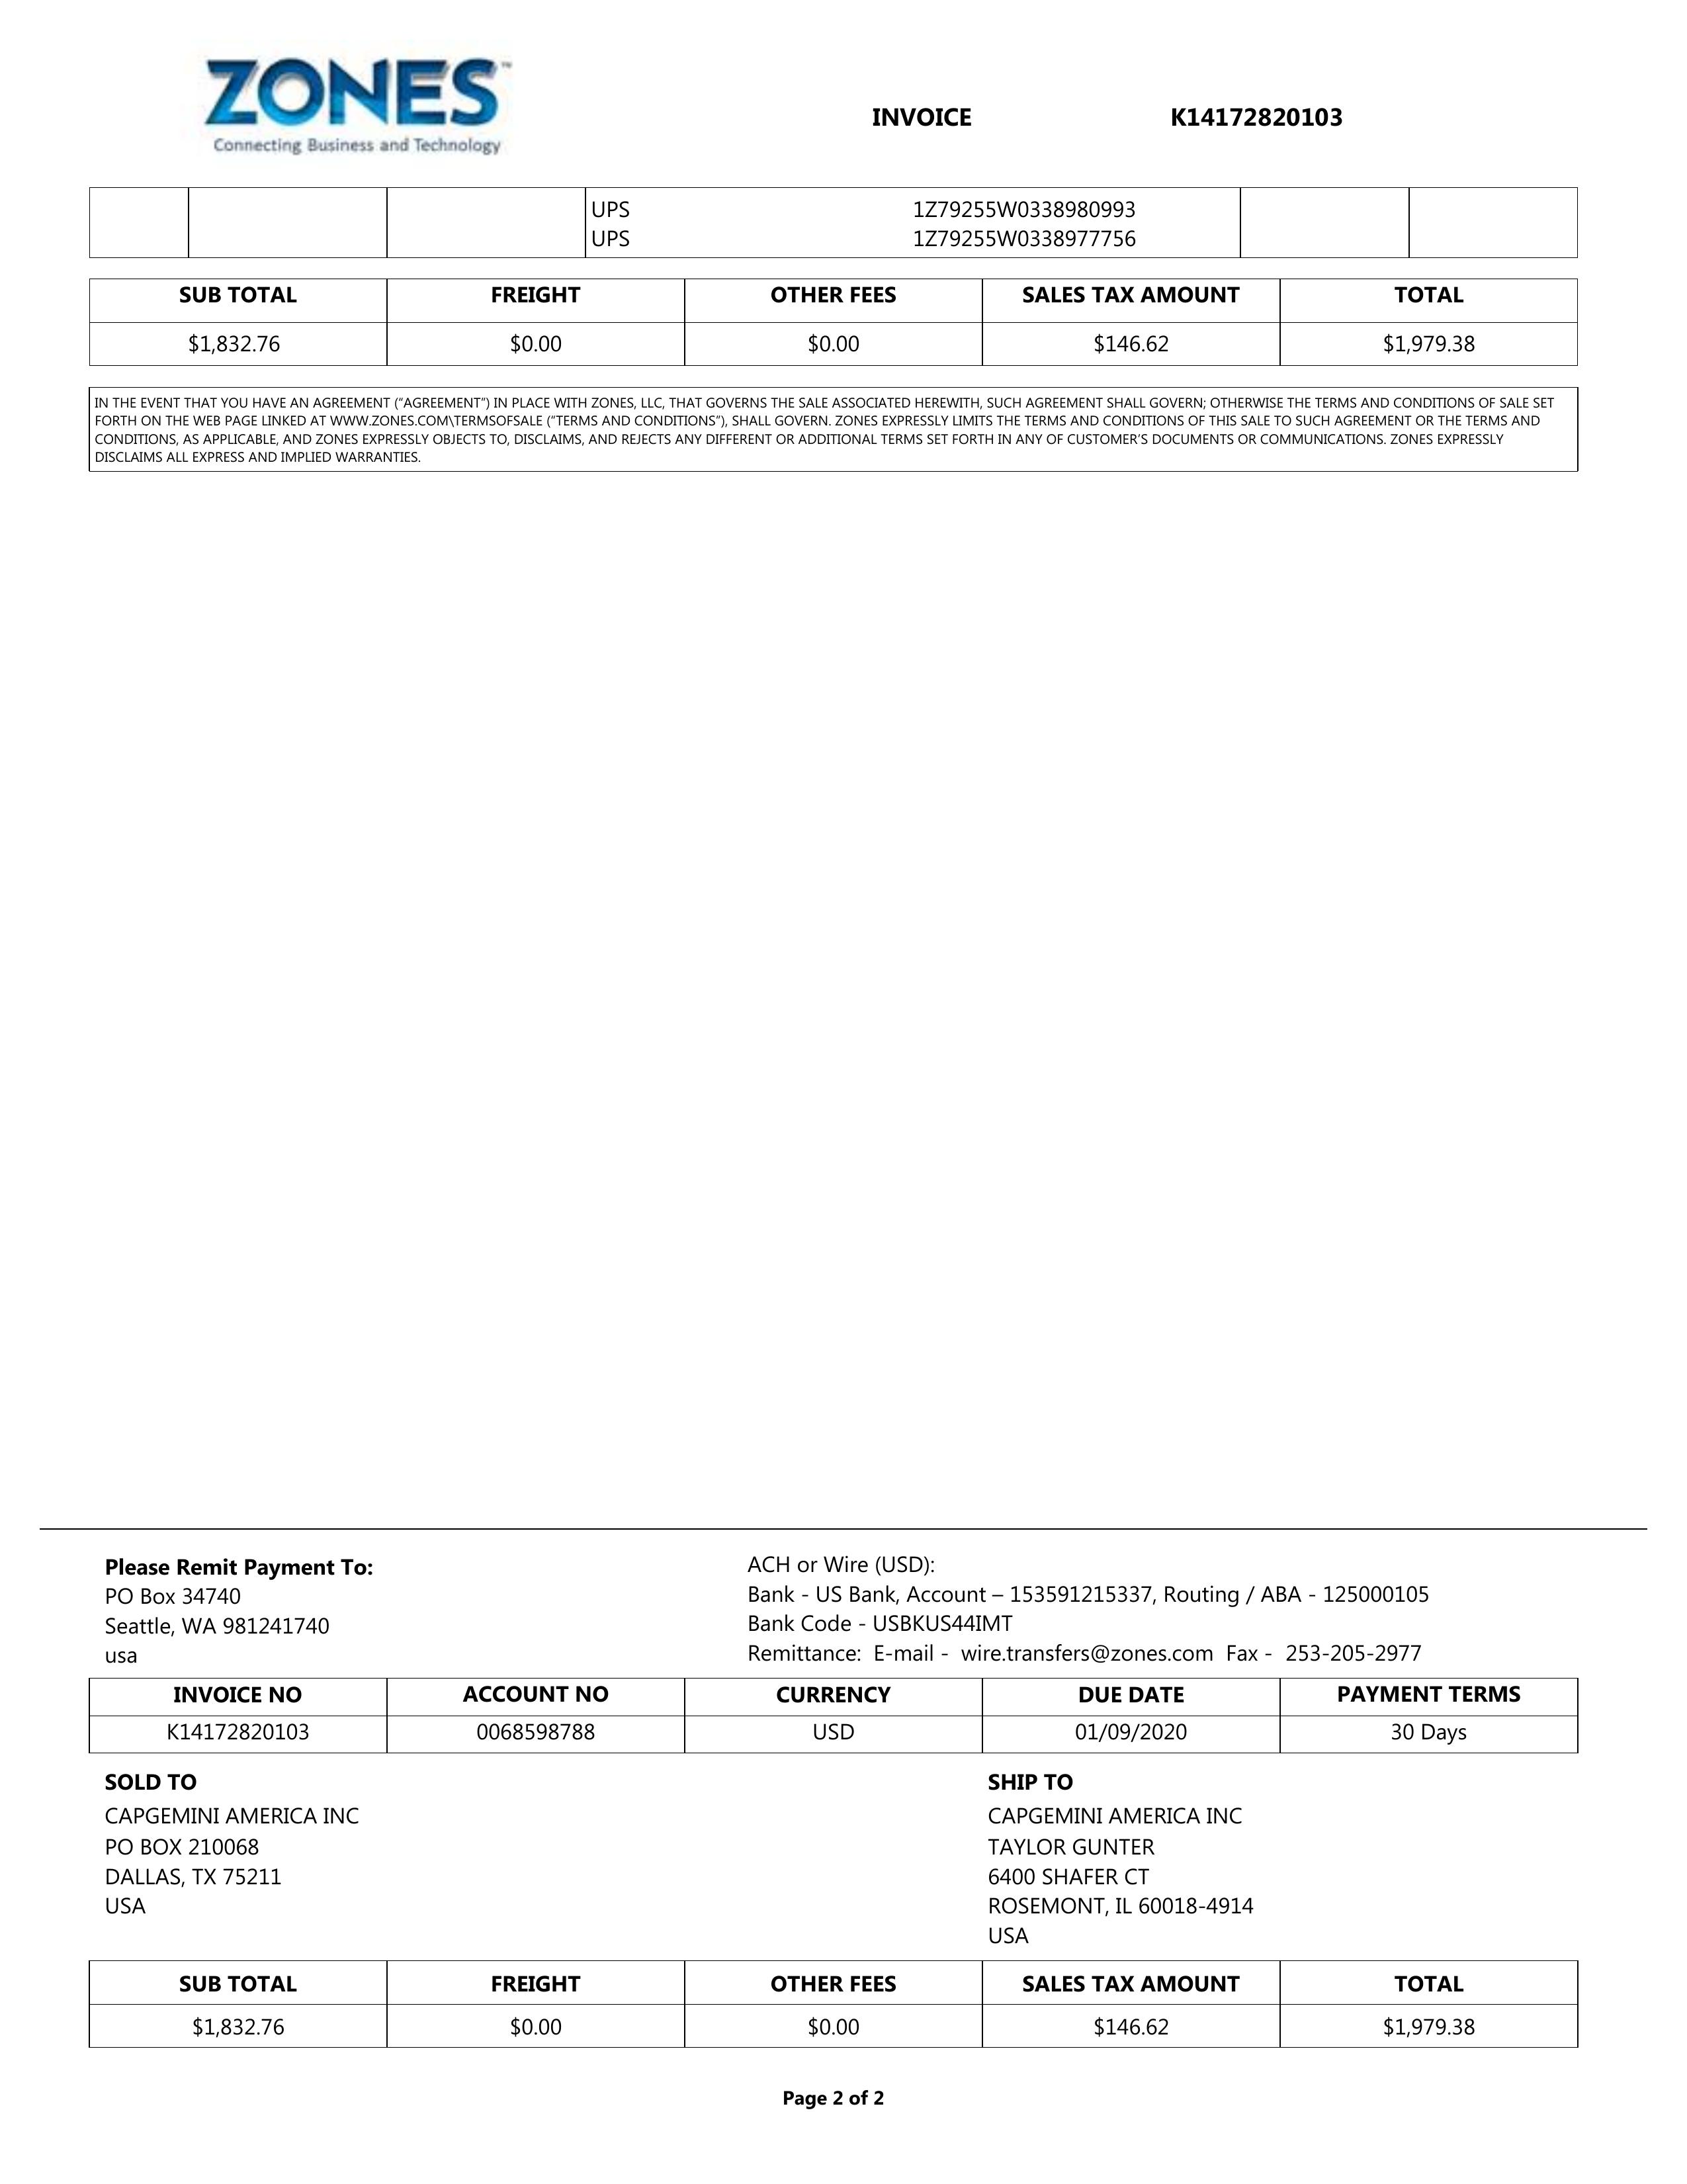 ZONES™
Connecting Business and Technology
INVOICE K14172820103
UPS 1Z79255W0338980993
UPS 1Z79255W0338977756
SUB TOTAL FREIGHT OTHER FEES SALES TAX AMOUNT TOTAL
$1,832.76 $0.00 $0.00 $146.62 $1,979.38
IN THE EVENT THAT YOU HAVE AN AGREEMENT (“AGREEMENT”) IN PLACE WITH ZONES, LLC, THAT GOVERNS THE SALE ASSOCIATED HEREWITH, SUCH AGREEMENT SHALL GOVERN; OTHERWISE THE TERMS AND CONDITIONS OF SALE SET
FORTH ON THE WEB PAGE LINKED AT WWW.ZONES.COM\TERMSOFSALE (“TERMS AND CONDITIONS”), SHALL GOVERN. ZONES EXPRESSLY LIMITS THE TERMS AND CONDITIONS OF THIS SALE TO SUCH AGREEMENT OR THE TERMS AND
CONDITIONS, AS APPLICABLE, AND ZONES EXPRESSLY OBJECTS TO, DISCLAIMS, AND REJECTS ANY DIFFERENT OR ADDITIONAL TERMS SET FORTH IN ANY OF CUSTOMER’S DOCUMENTS OR COMMUNICATIONS. ZONES EXPRESSLY
DISCLAIMS ALL EXPRESS AND IMPLIED WARRANTIES.
Please Remit Payment To:
PO Box 34740
Seattle, WA 981241740
usa
ACH or Wire (USD):
Bank - US Bank, Account – 153591215337, Routing / ABA - 125000105
Bank Code - USBKUS44IMT
Remittance: E-mail - wire.transfers@zones.com Fax - 253-205-2977
INVOICE NO ACCOUNT NO CURRENCY DUE DATE PAYMENT TERMS
K14172820103 0068598788 USD 01/09/2020 30 Days
SOLD TO
CAPGEMINI AMERICA INC
PO BOX 210068
DALLAS, TX 75211
USA
SHIP TO
CAPGEMINI AMERICA INC
TAYLOR GUNTER
6400 SHAFER CT
ROSEMONT, IL 60018-4914
USA
SUB TOTAL FREIGHT OTHER FEES SALES TAX AMOUNT TOTAL
$1,832.76 $0.00 $0.00 $146.62 $1,979.38
Page 2 of 2